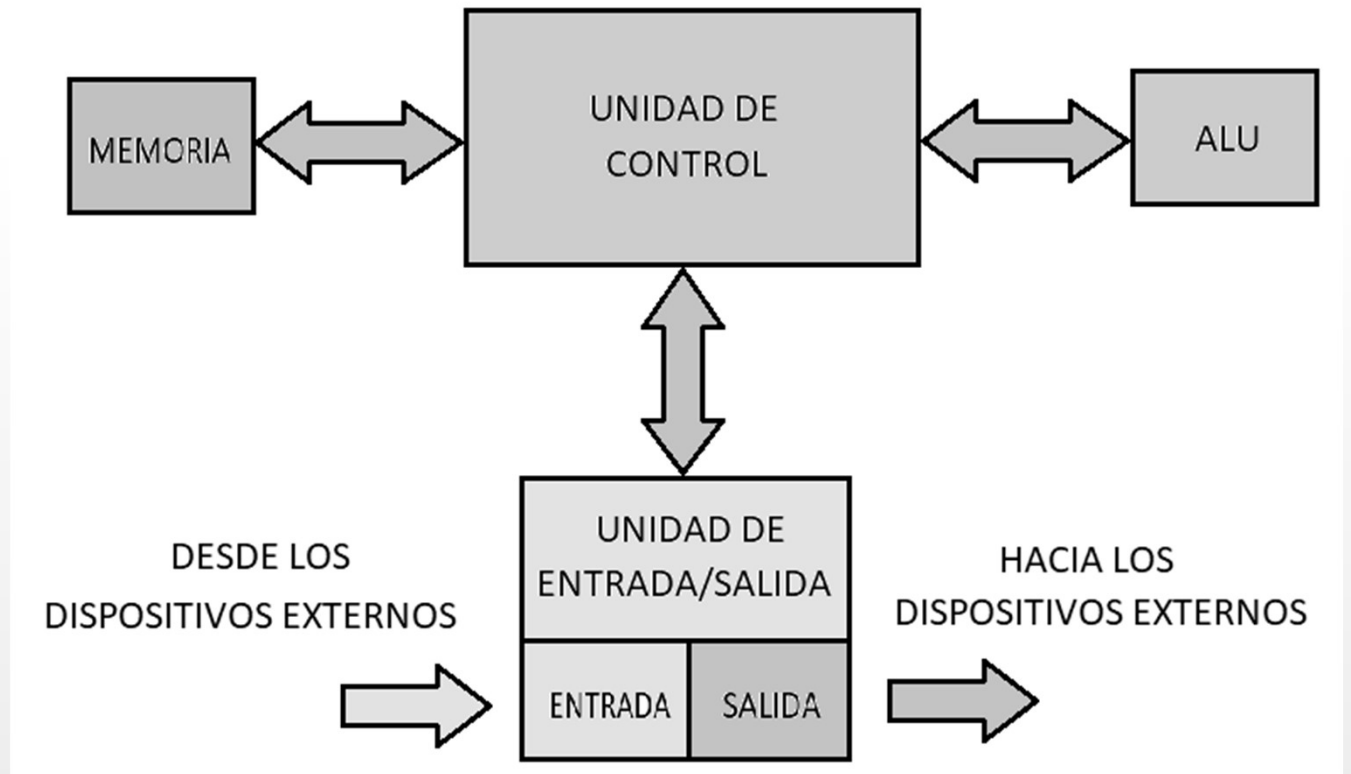 MEMORIA
UNIDAD DE
CONTROL
ALU
UNIDAD DE
ENTRADA/SALIDA
DESDE LOS
DISPOSITIVOS EXTERNOS
HACIA LOS
DISPOSITIVOS EXTERNOS
ENTRADA
SALIDA